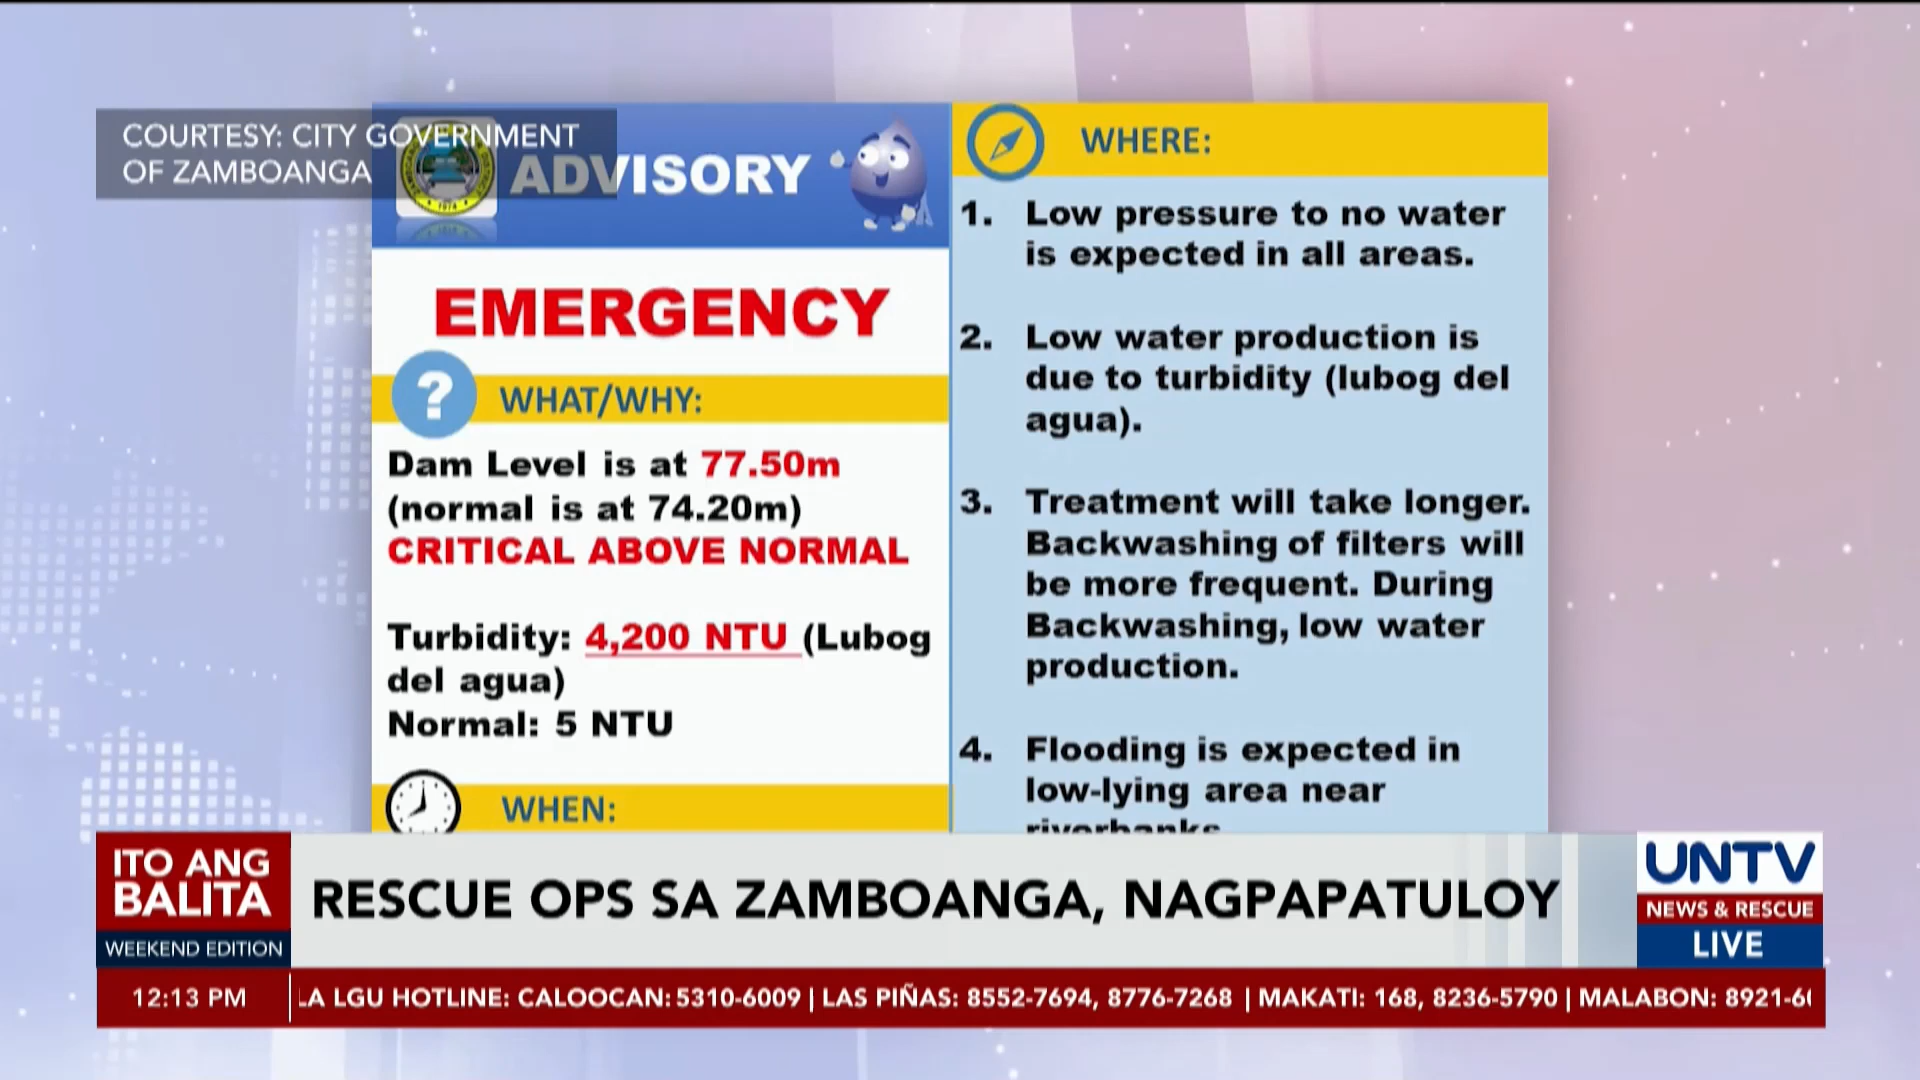 COURTESY: CITY GOVERNMENT
OF ZAMBOANGA
ADVISORY
EMERGENCY
?
WHAT/WHY:
Dam Level is at 77.50m
(normal is at 74.20m)
CRITICAL ABOVE NORMAL
Turbidity: 4,200 NTU (Lubog
del agua)
Normal: 5 NTU
WHEN:
WHERE:
1. Low pressure to no water
is expected in all areas.
2. Low water production is
due to turbidity (lubog del
agua).
3. Treatment will take longer.
Backwashing of filters will
be more frequent. During
Backwashing, low water
production.
4. Flooding is expected in
low-lying area near
riverbanks
ITO ANG
BALITA
WEEKEND EDITION
RESCUE OPS SA ZAMBOANGA, NAGPAPATULOY
UNTV
NEWS & RESCUE
LIVE
12:13 PM
LA LGU HOTLINE: CALOOCAN: 5310-6009 | LAS PIÑAS: 8552-7694, 8776-7268 | MAKATI: 168, 8236-5790 | MALABON: 8921-6